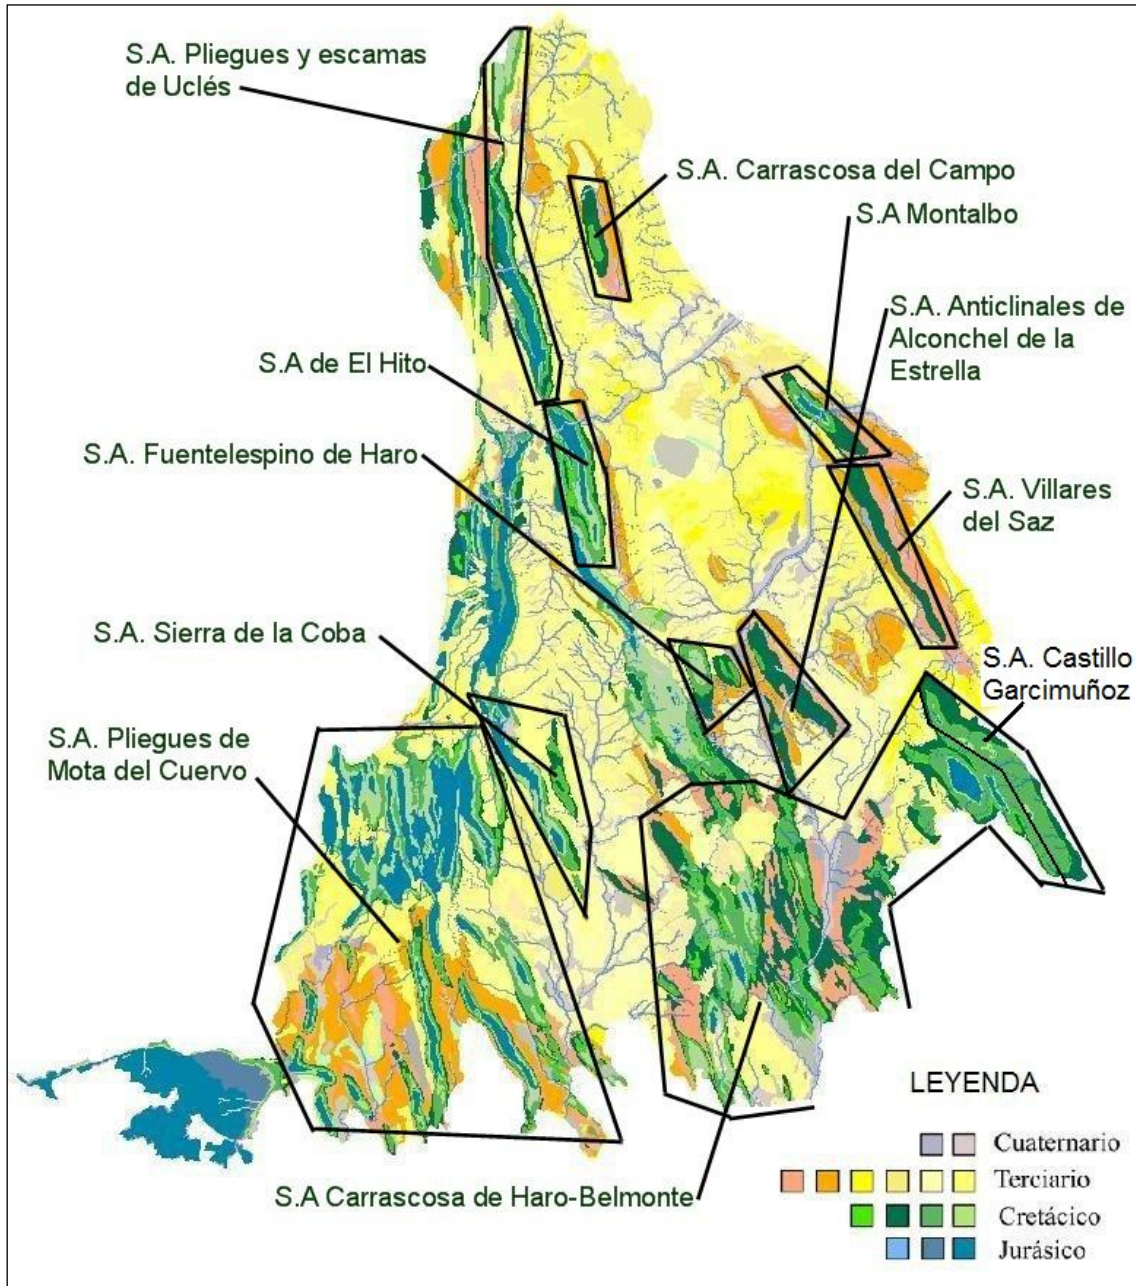 S.A. Pliegues y escamas
de Uclés
S.A. Carrascosa del Campo
S.A Montalbo
S.A. Anticlinales de
Alconchel de la
Estrella
S.A de El Hito
S.A. Fuentelespino de Haro
S.A. Villares
del Saz
S.A. Sierra de la Coba
S.A. Castillo
Garcimuñoz
S.A. Pliegues de
Mota del Cuervo
LEYENDA
Cuaternario
Terciario
Cretácico
Jurásico
S.A Carrascosa de Haro-Belmonte